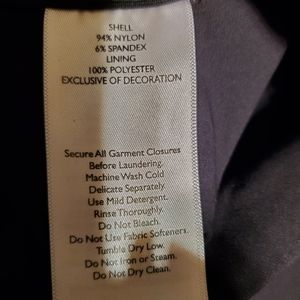 SHELL
94% NYLON
6% SPANDEX
LINING
100% POLYESTER
EXCLUSIVE OF DECORATION
Secure All Garment Closures
Before Laundering.
Machine Wash Cold
Delicate Separately.
Use Mild Detergent.
Rinse Thoroughly.
Do Not Bleach.
Do Not Use Fabric Softeners.
Tumble Dry Low.
Do Not Iron or Steam.
Do Not Dry Clean.